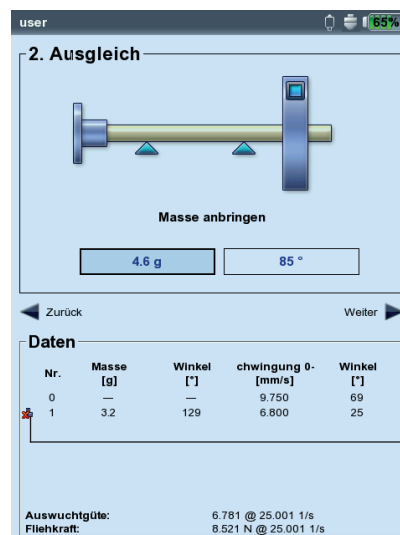 user 65%
2. Ausgleich
Masse anbringen
4.6 g 85 °
Zurück Weiter
Daten
Nr. Masse [g] Winkel [°] chwingung 0- [mm/s] Winkel [°]
0 — — 9.750 69
1 3.2 129 6.800 25
Auswuchtgüte: 6.781 @ 25.001 1/s
Fliehkraft: 8.521 N @ 25.001 1/s